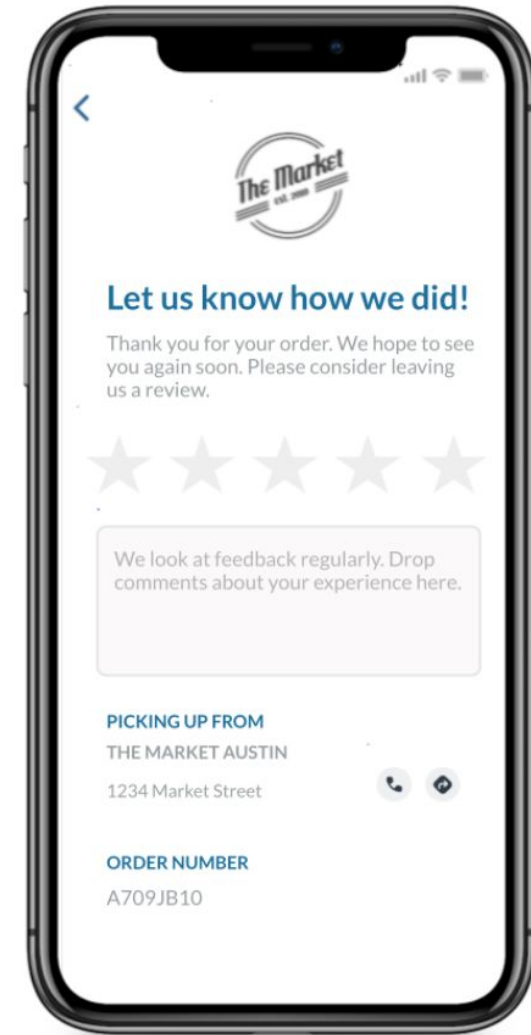 The Market
EST. 2000
Let us know how we did!
Thank you for your order. We hope to see
you again soon. Please consider leaving
us a review.
We look at feedback regularly. Drop
comments about your experience here.
PICKING UP FROM
THE MARKET AUSTIN
1234 Market Street
ORDER NUMBER
A709JB10